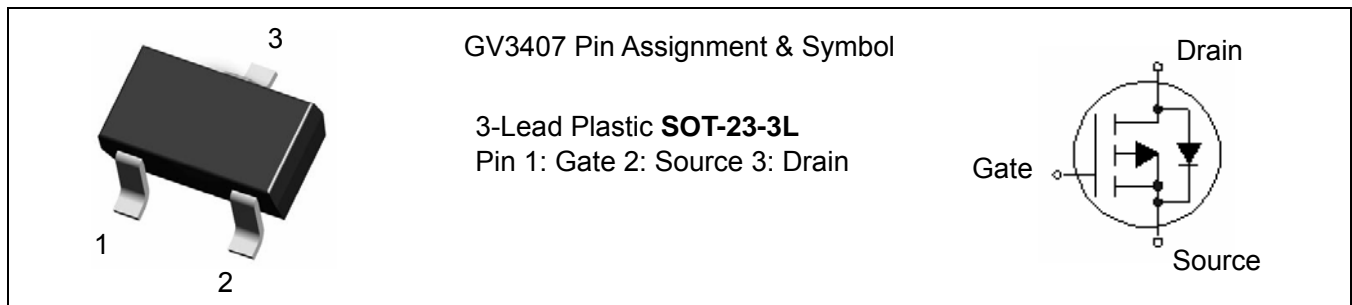 3
GV3407 Pin Assignment & Symbol
3-Lead Plastic SOT-23-3L
Pin 1: Gate 2: Source 3: Drain
1
2
Drain
Gate
Source